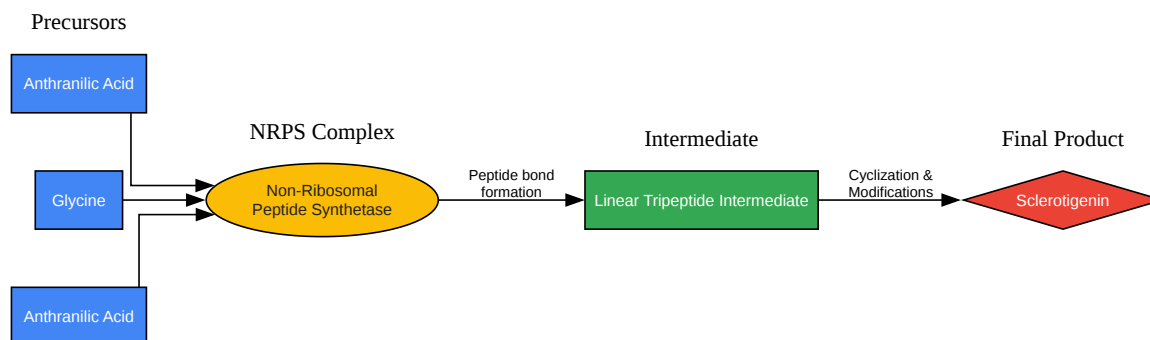 Precursors
Anthranilic Acid
Glycine
Anthranilic Acid
NRPS Complex
Non-Ribosomal
Peptide Synthetase
Peptide bond
formation
Intermediate
Linear Tripeptide Intermediate
Cyclization &
Modifications
Final Product
Sclerotigenin